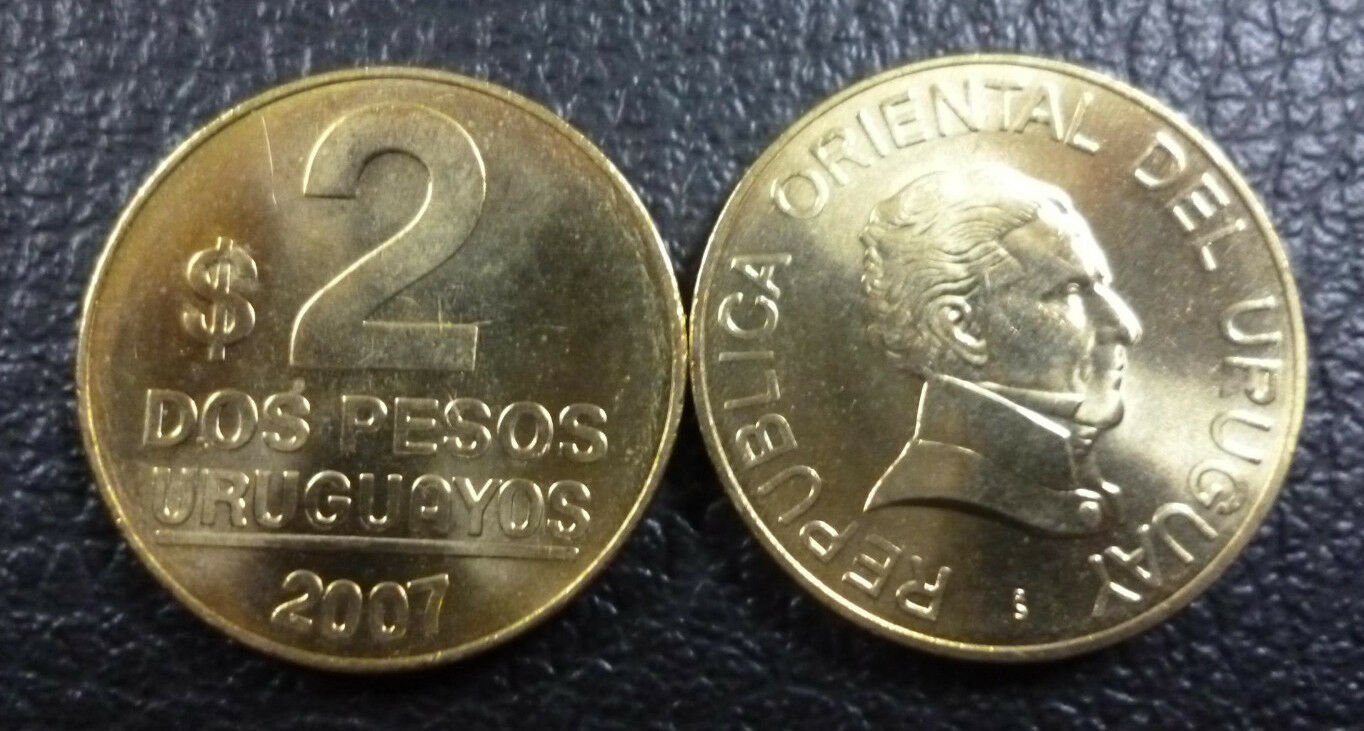 $ 2
DOS PESOS
URUGUAYOS
2007
REPUBLICA ORIENTAL DEL URUGUAY